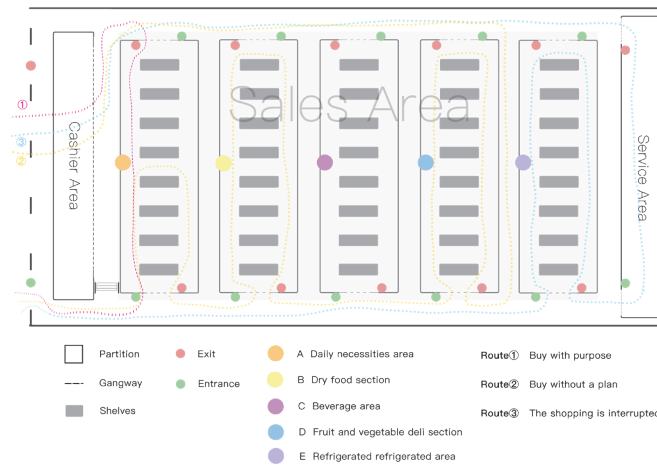 Sales Area
①
③
②
Cashier Area
Service Area
Partition
Exit
A Daily necessities area
Route① Buy with purpose
Gangway
Entrance
B Dry food section
Route② Buy without a plan
Shelves
C Beverage area
Route③ The shopping is interrupted
D Fruit and vegetable deli section
E Refrigerated refrigerated area